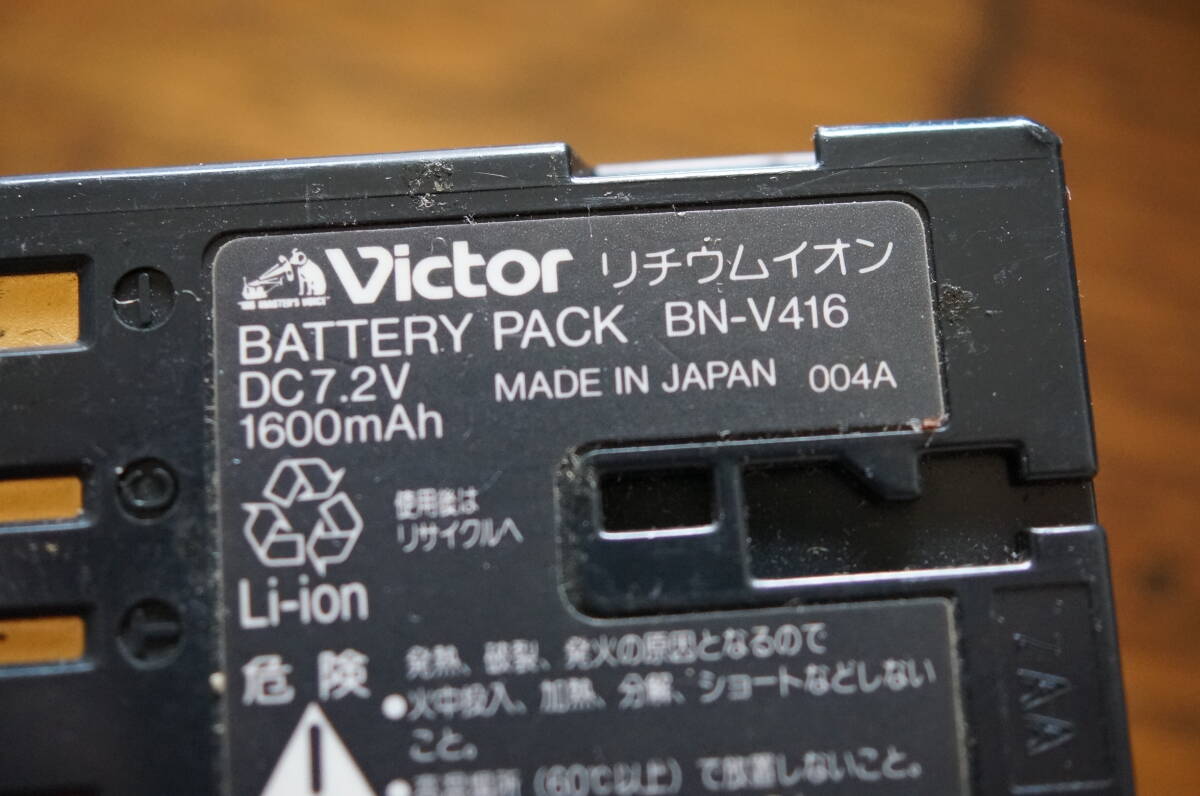 Victor リチウムイオン
"HIS MASTER'S VOICE"
BATTERY PACK BN-V416
DC 7.2V MADE IN JAPAN 004A
1600mAh
使用後は
リサイクルへ
Li-ion
危険
発熱、破裂、発火の原因となるので
●火中投入、加熱、分解、ショートなどしない
こと。
●高温場所（60℃以上）で放置しないこと。